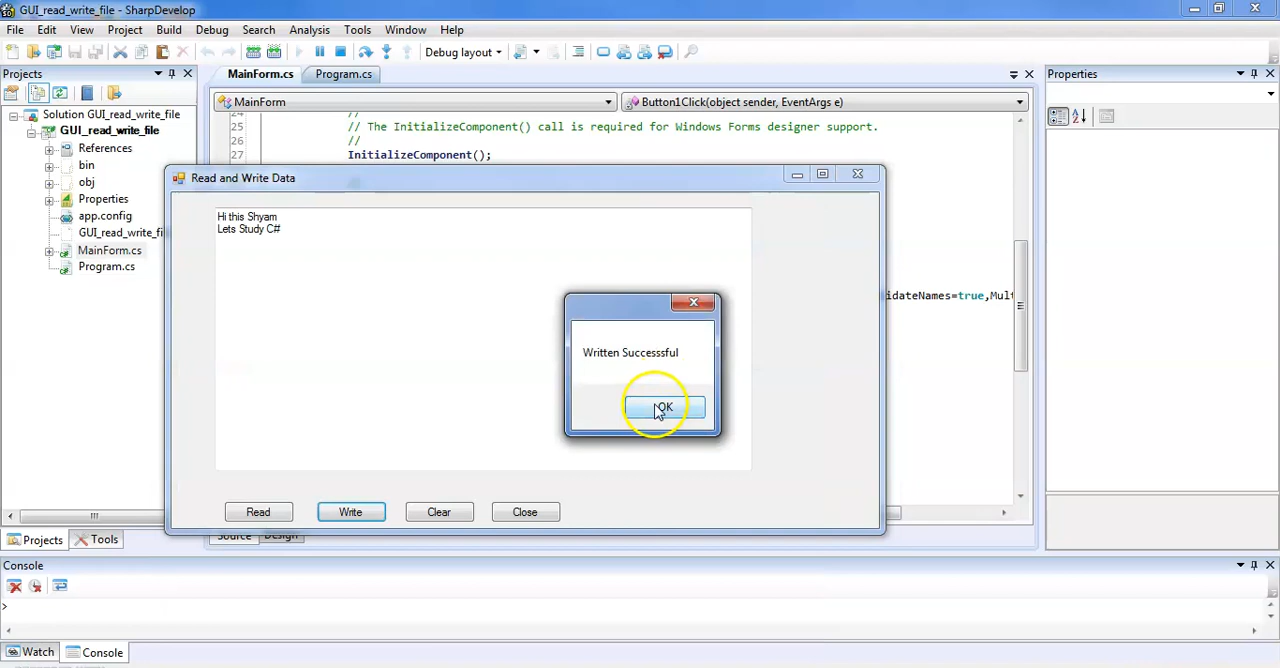 GUI_read_write_file - SharpDevelop
File Edit View Project Build Debug Search Analysis Tools Window Help
Debug layout
Projects
MainForm.cs Program.cs
Properties
MainForm
Button1Click(object sender, EventArgs e)
Solution GUI_read_write_file
GUI_read_write_file
References
bin
obj
Properties
app.config
GUI_read_write_fi
MainForm.cs
Program.cs
24 //
25 // The InitializeComponent() call is required for Windows Forms designer support.
26 //
27 InitializeComponent();
Read and Write Data
Hi this Shyam
Lets Study C#
idateNames=true,Mult
Written Successsful
OK
Read Write Clear Close
Source Design
Projects Tools
Console
>
Watch Console